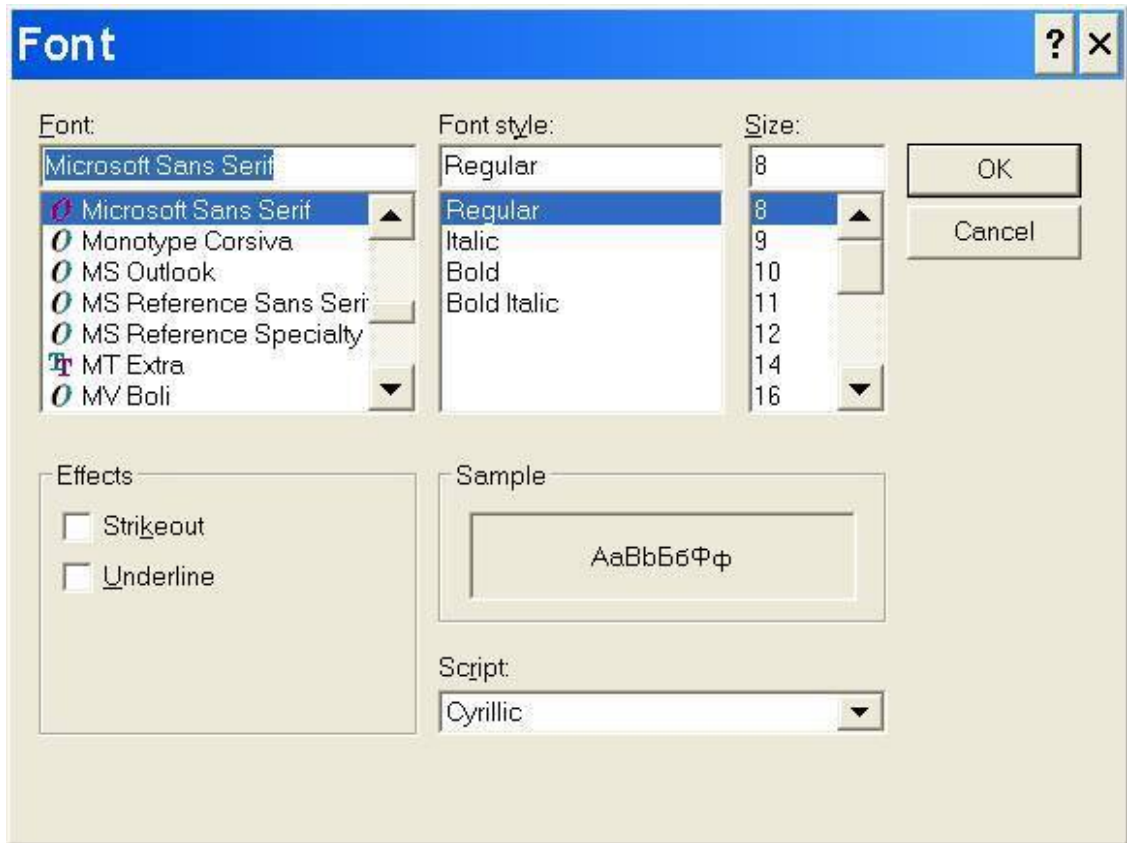 Font
? ×
Font:
Microsoft Sans Serif
Microsoft Sans Serif
Monotype Corsiva
MS Outlook
MS Reference Sans Seri
MS Reference Specialty
MT Extra
MV Boli
Font style:
Regular
Regular
Italic
Bold
Bold Italic
Size:
8
8
9
10
11
12
14
16
OK
Cancel
Effects
Strikeout
Underline
Sample
AaBbБбФф
Script:
Cyrillic